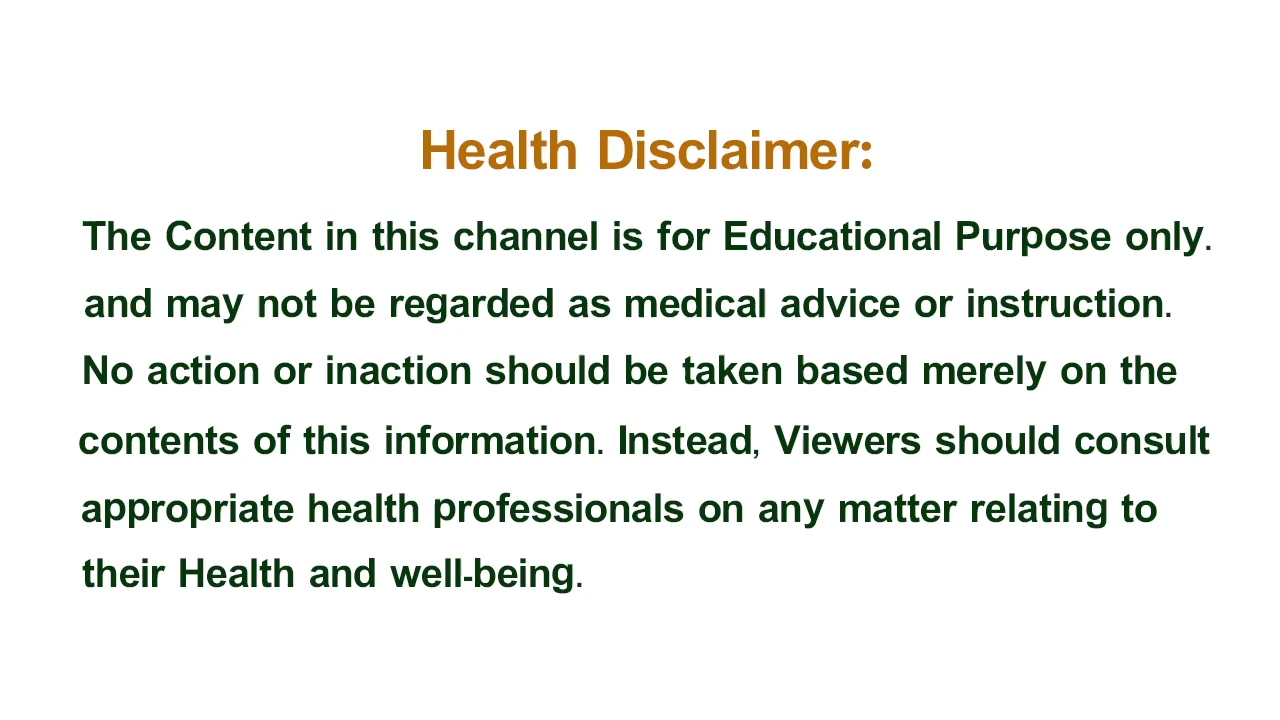 Health Disclaimer:
The Content in this channel is for Educational Purpose only.
and may not be regarded as medical advice or instruction.
No action or inaction should be taken based merely on the
contents of this information. Instead, Viewers should consult
appropriate health professionals on any matter relating to
their Health and well-being.